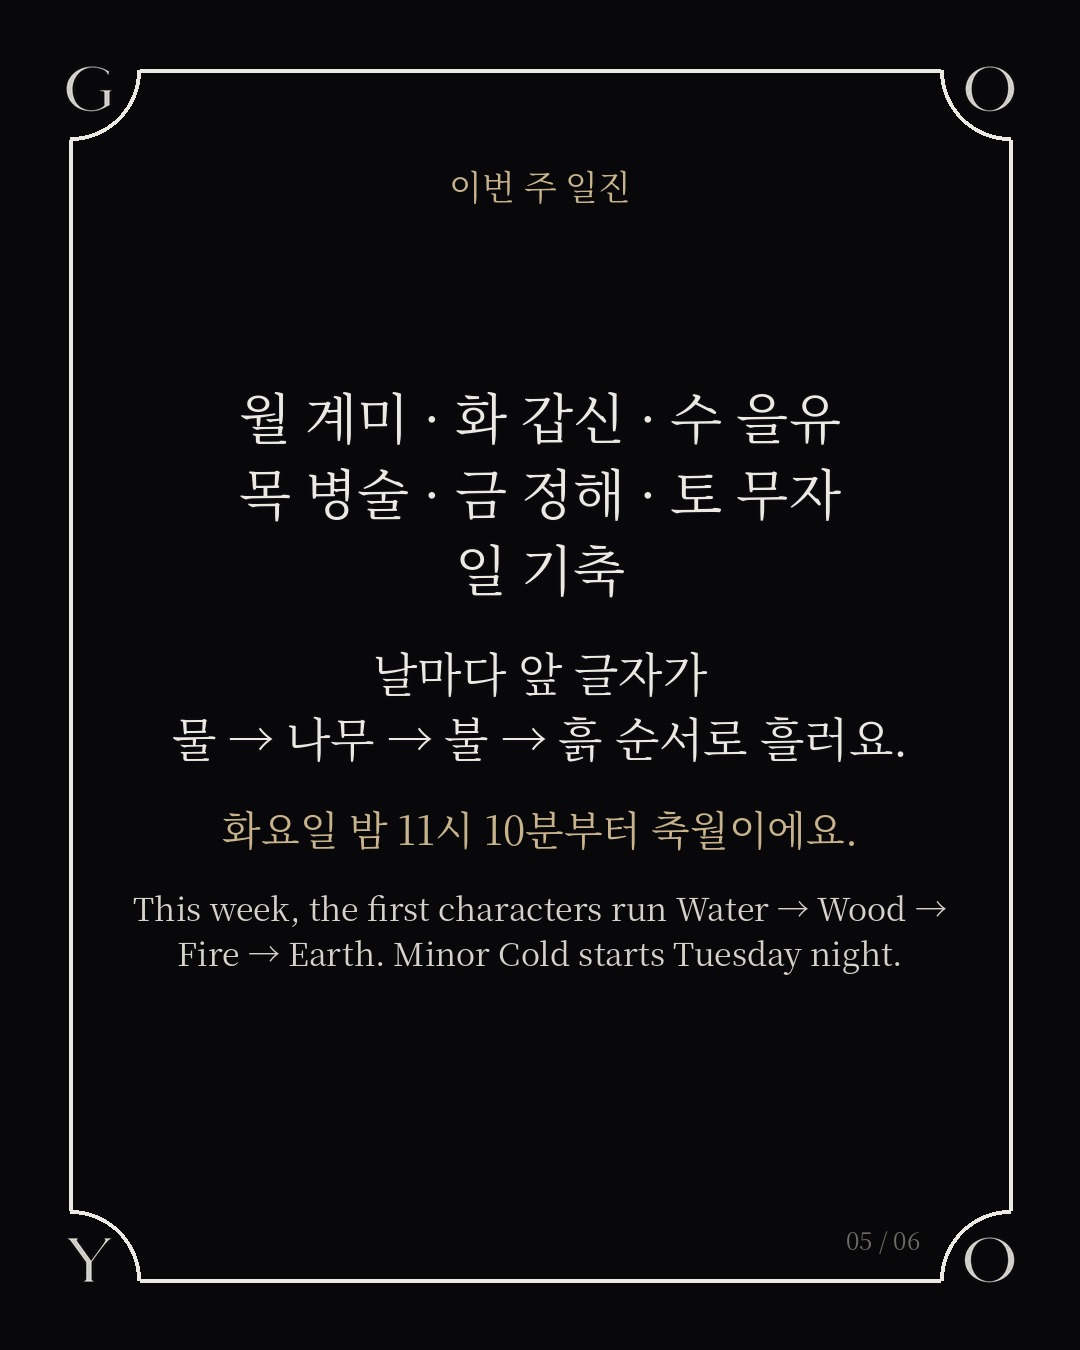 G O
이번 주 일진
월 계미 · 화 갑신 · 수 을유
목 병술 · 금 정해 · 토 무자
일 기축
날마다 앞 글자가
물 → 나무 → 불 → 흙 순서로 흘러요.
화요일 밤 11시 10분부터 축월이에요.
This week, the first characters run Water → Wood →
Fire → Earth. Minor Cold starts Tuesday night.
05 / 06
Y O